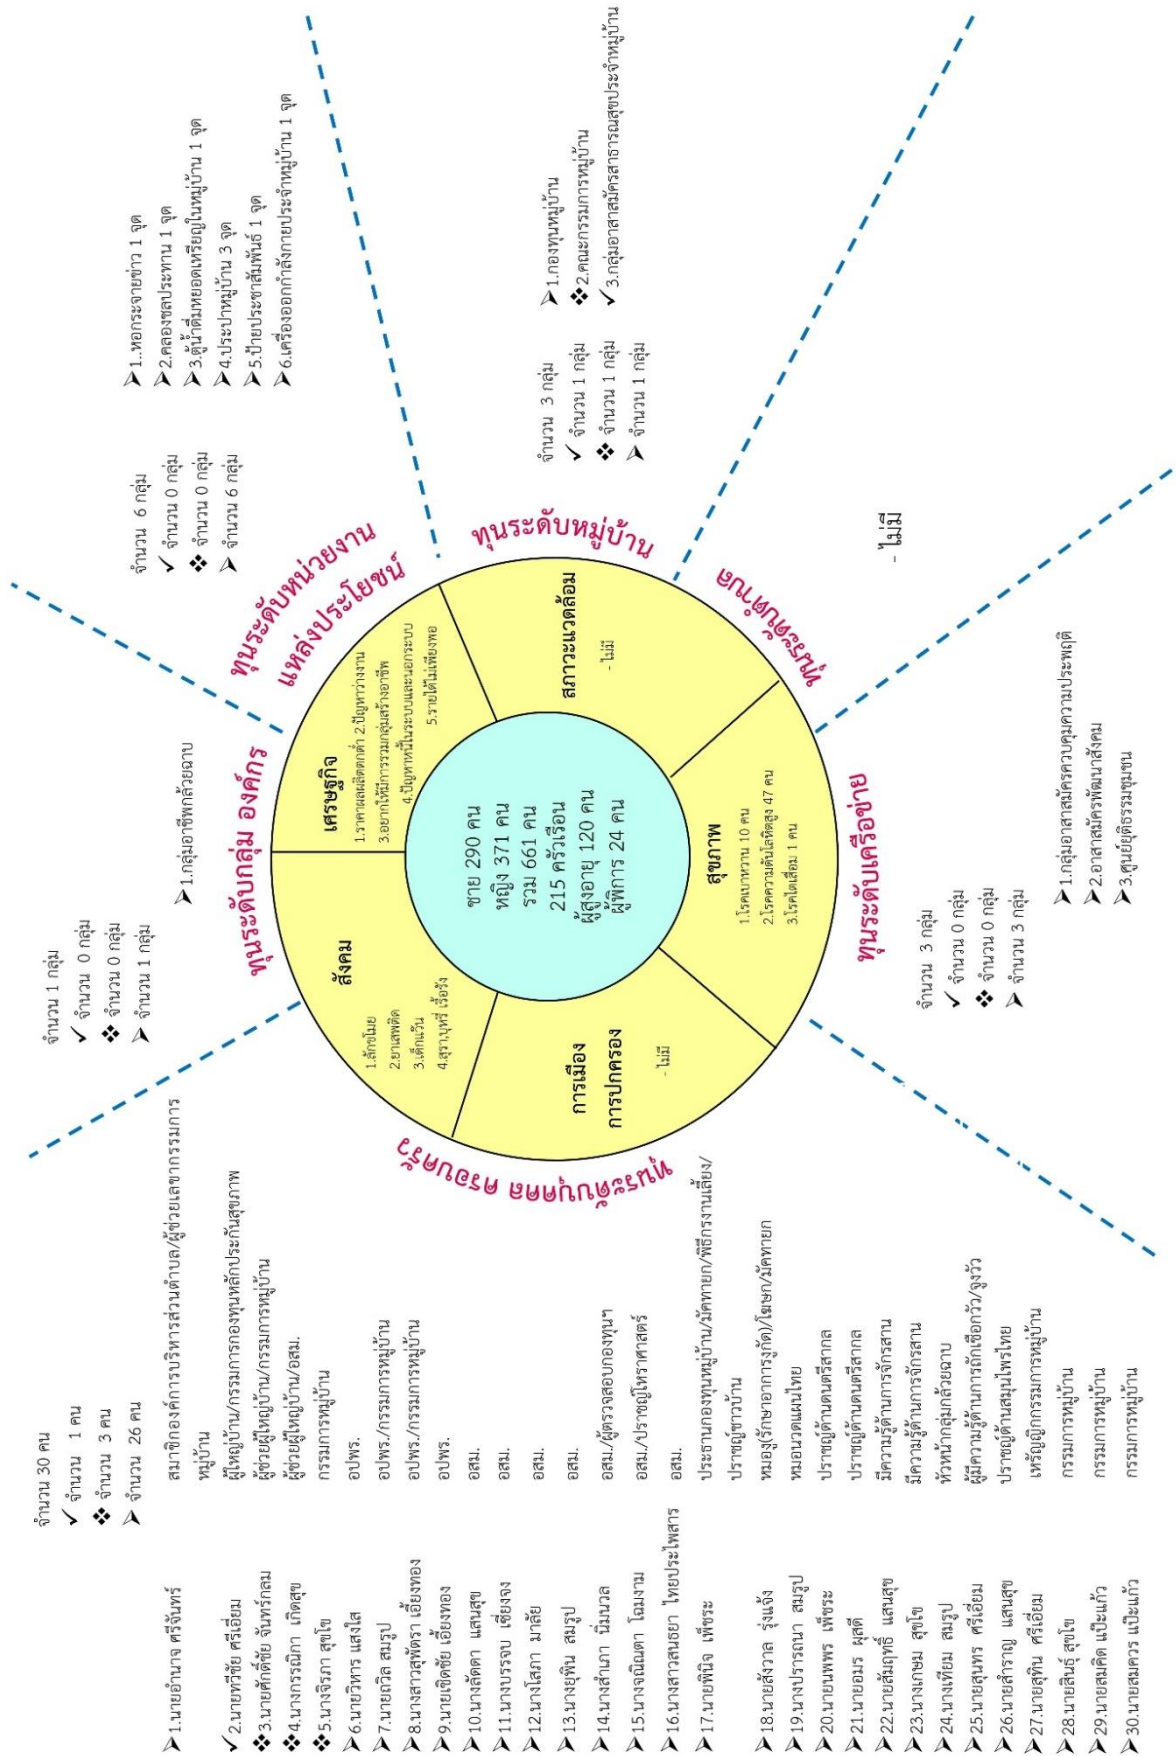 จำนวน 30 คน
✓ จำนวน 1 คน
❖ จำนวน 3 คน
➢ จำนวน 26 คน
➢ 1.นายอำนาจ ศรีจันทร์ สมาชิกองค์การบริหารส่วนตำบล/ผู้ช่วยเลขากรรมการ
หมู่บ้าน
✓ 2.นายทวีชัย ศรีเอี่ยม ผู้ใหญ่บ้าน/กรรมการกองทุนหลักประกันสุขภาพ
❖ 3.นายศักดิ์ชัย จันทร์กลม ผู้ช่วยผู้ใหญ่บ้าน/กรรมการหมู่บ้าน
❖ 4.นางกรรณิกา เกิดสุข ผู้ช่วยผู้ใหญ่บ้าน/อสม.
❖ 5.นางจิรภา สุขโข กรรมการหมู่บ้าน
➢ 6.นายวิหาร แสงใส อปพร.
➢ 7.นายถวิล สมรูป อปพร./กรรมการหมู่บ้าน
➢ 8.นางสาวสุพัตรา เอี้ยงทอง อปพร./กรรมการหมู่บ้าน
➢ 9.นายเชิดชัย เอี้ยงทอง อปพร.
➢ 10.นางลัดดา แสนสุข อสม.
➢ 11.นางบรรจบ เชี่ยงจง อสม.
➢ 12.นางโสภา มาลัย อสม.
➢ 13.นางยุพิน สมรูป อสม.
➢ 14.นางสำเภา นิ่มนวล อสม./ผู้ตรวจสอบกองทุนฯ
➢ 15.นางจณิณตา โฉมงาม อสม./ปราชญ์โหราศาสตร์
➢ 16.นางสาวสนธยา ไทยประไพสาร อสม.
➢ 17.นายพินิจ เพ็ชระ ประธานกองทุนหมู่บ้าน/มัคทายก/พิธีกรงานเลี้ยง/
ปราชญ์ชาวบ้าน
➢ 18.นายสังวาล รุ่งแจ้ง หมองู(รักษาอาการงูกัด)/โฆษก/มัคทายก
➢ 19.นางปรารถนา สมรูป หมอนวดแผนไทย
➢ 20.นายนพพร เพ็ชระ ปราชญ์ด้านดนตรีสากล
➢ 21.นายอมร ผุสดี ปราชญ์ด้านดนตรีสากล
➢ 22.นายสัมฤทธิ์ แสนสุข มีความรู้ด้านการจักรสาน
➢ 23.นางเกษม สุขโข มีความรู้ด้านการจักรสาน
➢ 24.นางเทียม สมรูป หัวหน้ากลุ่มกล้วยฉาบ
➢ 25.นายสุนทร ศรีเอี่ยม ผู้มีความรู้ด้านการถักเชือกวัว/จูงวัว
➢ 26.นายสำราญ แสนสุข ปราชญ์ด้านสมุนไพรไทย
➢ 27.นายสุทิน ศรีเอี่ยม เหรัญญิกกรรมการหมู่บ้าน
➢ 28.นายสินธุ์ สุขโข กรรมการหมู่บ้าน
➢ 29.นายสมคิด แป๊ะแก้ว กรรมการหมู่บ้าน
➢ 30.นายสมควร แป๊ะแก้ว กรรมการหมู่บ้าน
ทุนระดับบุคคล ครอบครัว
จำนวน 1 กลุ่ม
✓ จำนวน 0 กลุ่ม
❖ จำนวน 0 กลุ่ม
➢ จำนวน 1 กลุ่ม
➢ 1.กลุ่มอาชีพกล้วยฉาบ
ทุนระดับกลุ่ม องค์กร
จำนวน 6 กลุ่ม
✓ จำนวน 0 กลุ่ม
❖ จำนวน 0 กลุ่ม
➢ จำนวน 6 กลุ่ม
➢ 1..หอกระจายข่าว 1 จุด
➢ 2.คลองชลประทาน 1 จุด
➢ 3.ตู้น้ำดื่มหยอดเหรียญในหมู่บ้าน 1 จุด
➢ 4.ประปาหมู่บ้าน 3 จุด
➢ 5.ป้ายประชาสัมพันธ์ 1 จุด
➢ 6.เครื่องออกกำลังกายประจำหมู่บ้าน 1 จุด
ทุนระดับหน่วยงาน
แหล่งประโยชน์
สังคม
1.ลักขโมย
2.ยาเสพติด
3.เด็กแว้น
4.สุรา,บุหรี่ เรื้อรัง
เศรษฐกิจ
1.ราคาผลผลิตตกต่ำ 2.ปัญหาว่างงาน
3.อยากให้มีการรวมกลุ่มสร้างอาชีพ
4.ปัญหาหนี้ในระบบและนอกระบบ
5.รายได้ไม่เพียงพอ
ชาย 290 คน
หญิง 371 คน
รวม 661 คน
215 ครัวเรือน
ผู้สูงอายุ 120 คน
ผู้พิการ 24 คน
การเมือง
การปกครอง
- ไม่มี
สภาวะแวดล้อม
- ไม่มี
สุขภาพ
1.โรคเบาหวาน 10 คน
2.โรคความดันโลหิตสูง 47 คน
3.โรคไตเสื่อม 1 คน
ทุนระดับหมู่บ้าน
จำนวน 3 กลุ่ม
✓ จำนวน 1 กลุ่ม
❖ จำนวน 1 กลุ่ม
➢ จำนวน 1 กลุ่ม
➢ 1.กองทุนหมู่บ้าน
❖ 2.คณะกรรมการหมู่บ้าน
✓ 3.กลุ่มอาสาสมัครสาธารณสุขประจำหมู่บ้าน
ทุนระดับตำบล
- ไม่มี
ทุนระดับเครือข่าย
จำนวน 3 กลุ่ม
✓ จำนวน 0 กลุ่ม
❖ จำนวน 0 กลุ่ม
➢ จำนวน 3 กลุ่ม
➢ 1.กลุ่มอาสาสมัครควบคุมความประพฤติ
➢ 2.อาสาสมัครพัฒนาสังคม
➢ 3.ศูนย์ยุติธรรมชุมชน